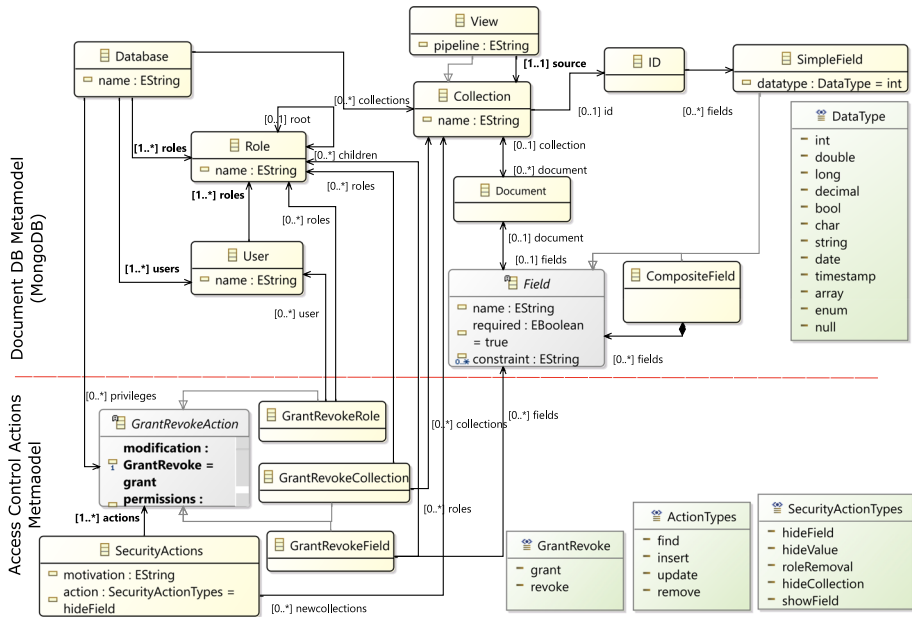 View
pipeline : EString
[1..1] source
Database
name : EString
[0..*] collections
Collection
name : EString
[0..1] id
ID
[0..*] fields
SimpleField
datatype : DataType = int
DataType
int
double
long
decimal
bool
char
string
date
timestamp
array
enum
null
[0..1] root
[1..*] roles
Role
name : EString
[0..*] children
[0..1] collection
[0..*] document
[1..*] roles
[0..*] roles
[0..*] roles
Document
[0..1] document
[0..1] fields
[1..*] users
User
name : EString
[0..*] user
Field
name : EString
required : EBoolean
= true
0..*
constraint : EString
CompositeField
[0..*] fields
Document DB Metamodel
(MongoDB)
Access Control Actions
Metmaodel
[0..*] privileges
GrantRevokeAction
modification :
1
GrantRevoke =
grant
permissions :
[1..*] actions
GrantRevokeRole
[0..*] collections
[0..*] fields
GrantRevokeCollection
[0..*] roles
GrantRevokeField
SecurityActions
motivation : EString
action : SecurityActionTypes =
hideField
[0..*] newcollections
GrantRevoke
grant
revoke
ActionTypes
find
insert
update
remove
SecurityActionTypes
hideField
hideValue
roleRemoval
hideCollection
showField